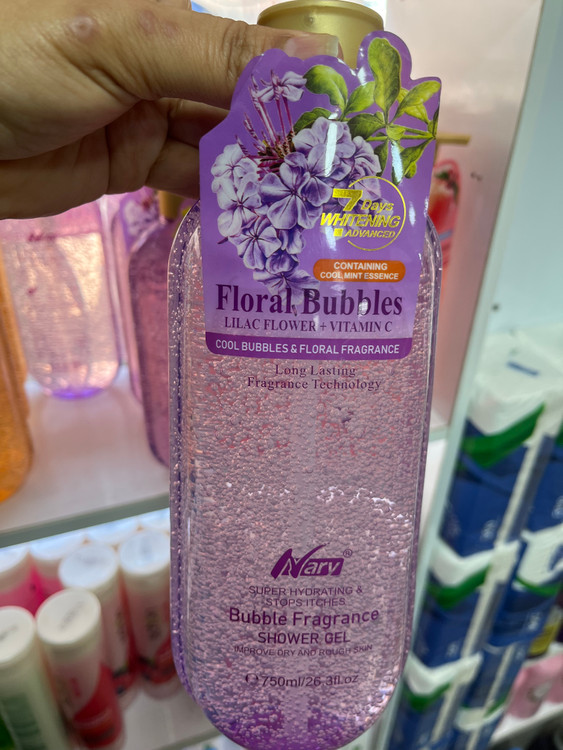 7 Days
WHITENING
ADVANCED
CONTAINING
COOL MINT ESSENCE
Floral Bubbles
LILAC FLOWER + VITAMIN C
COOL BUBBLES & FLORAL FRAGRANCE
Long Lasting
Fragrance Technology
Nary®
SUPER HYDRATING &
STOPS ITCHES
Bubble Fragrance
SHOWER GEL
IMPROVE DRY AND ROUGH SKIN
750ml/26.3fl.oz